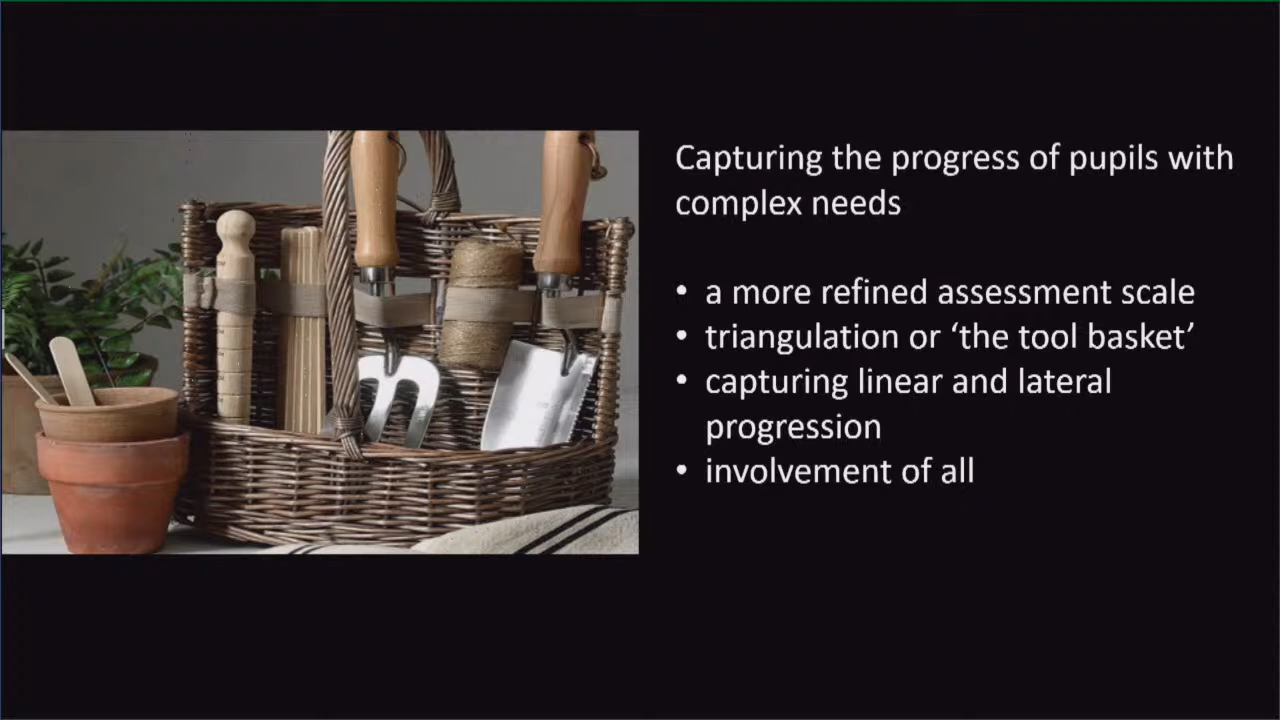 Capturing the progress of pupils with
complex needs
• a more refined assessment scale
• triangulation or ‘the tool basket’
• capturing linear and lateral
progression
• involvement of all